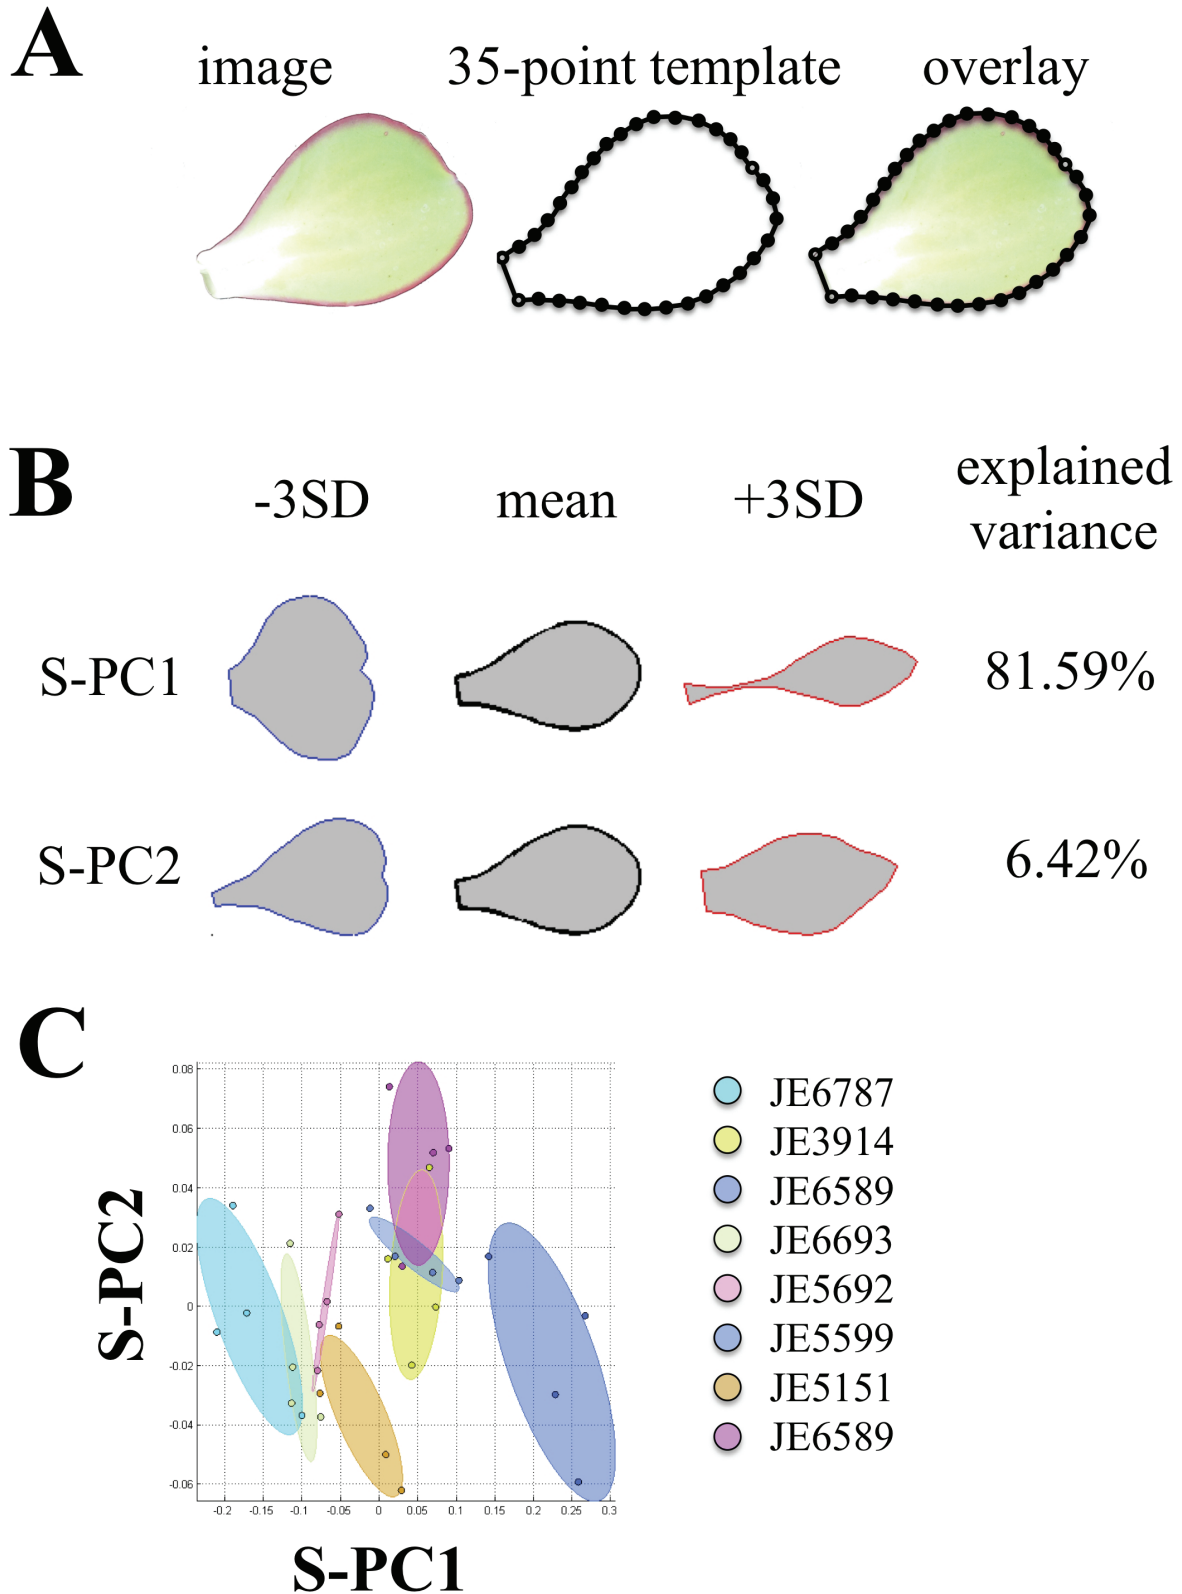 A
image 35-point template overlay
B
-3SD mean +3SD explained
variance
S-PC1 81.59%
S-PC2 6.42%
C
0.08
0.06
0.04
0.02
0
-0.02
-0.04
-0.06
-0.2 -0.15 -0.1 -0.05 0 0.05 0.1 0.15 0.2 0.25 0.3
S-PC2
S-PC1
JE6787
JE3914
JE6589
JE6693
JE5692
JE5599
JE5151
JE6589